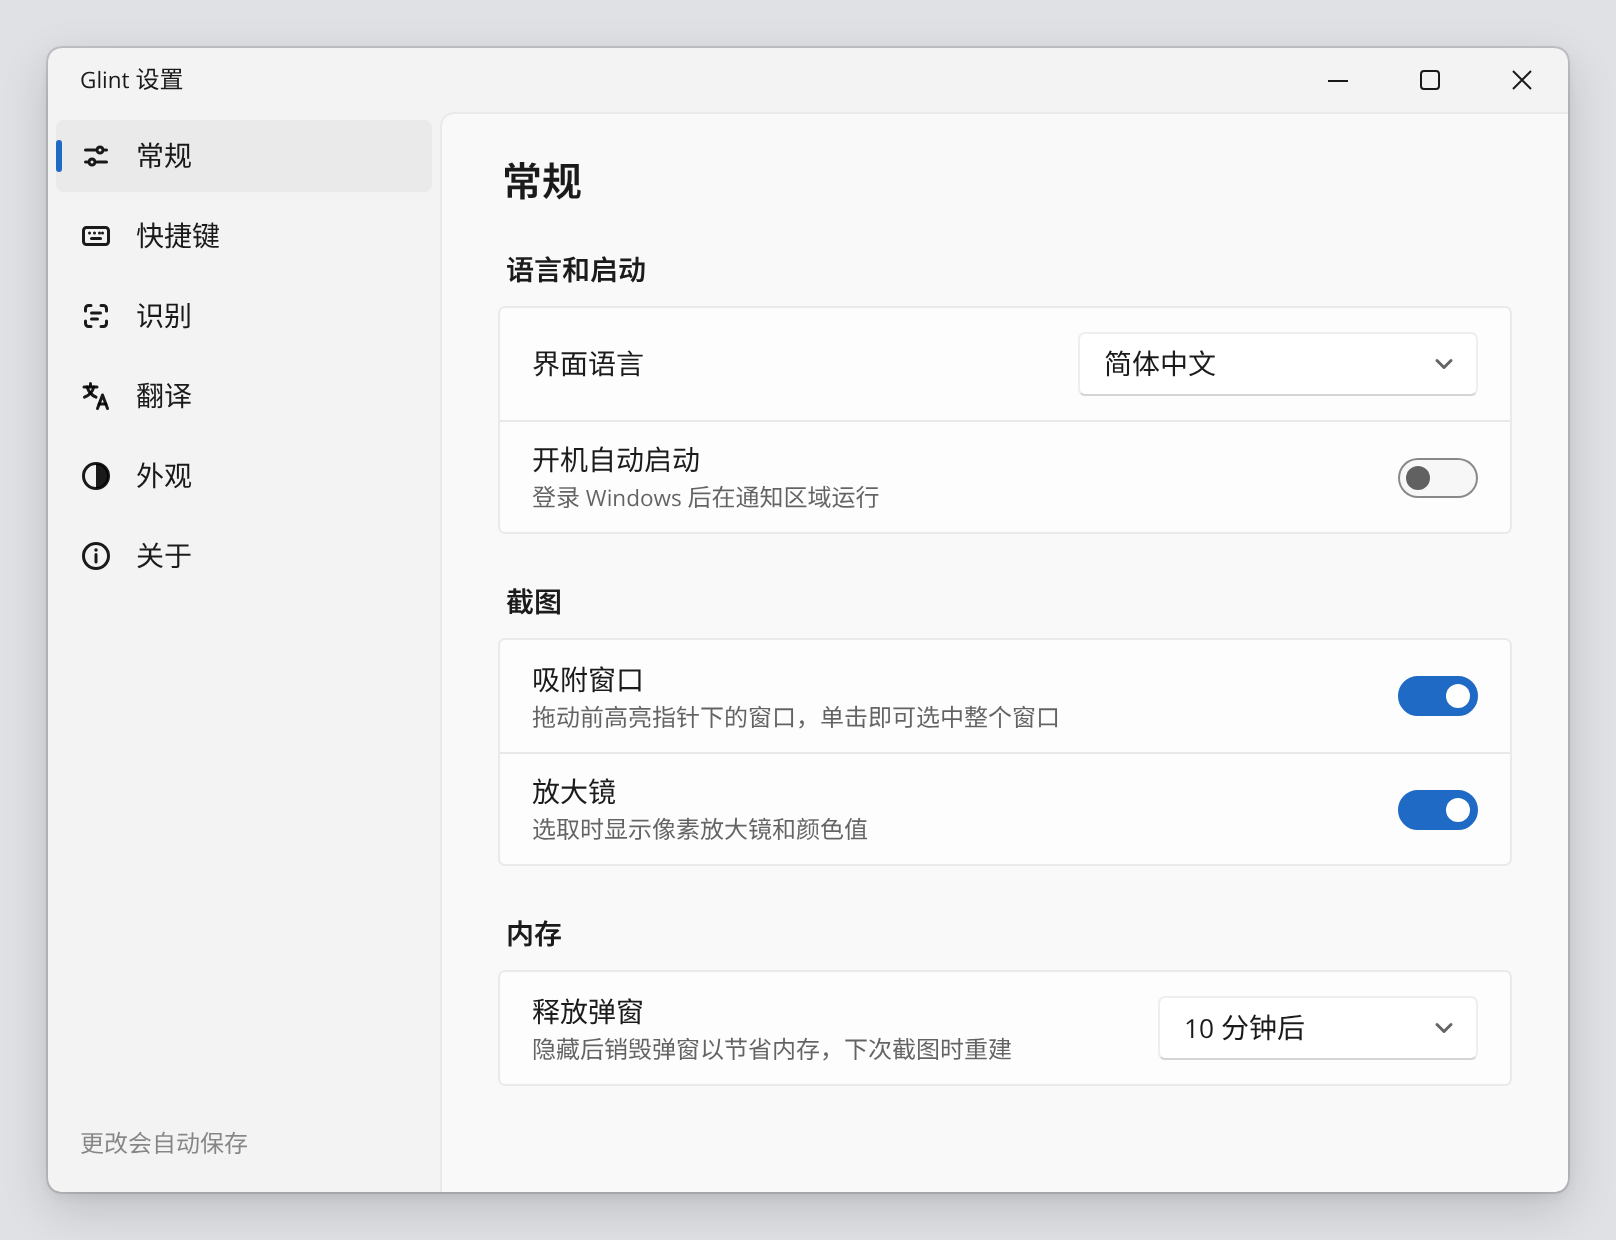 Glint 设置
常规
快捷键
识别
翻译
外观
关于
更改会自动保存
常规
语言和启动
界面语言
简体中文
开机自动启动
登录 Windows 后在通知区域运行
截图
吸附窗口
拖动前高亮指针下的窗口，单击即可选中整个窗口
放大镜
选取时显示像素放大镜和颜色值
内存
释放弹窗
隐藏后销毁弹窗以节省内存，下次截图时重建
10 分钟后